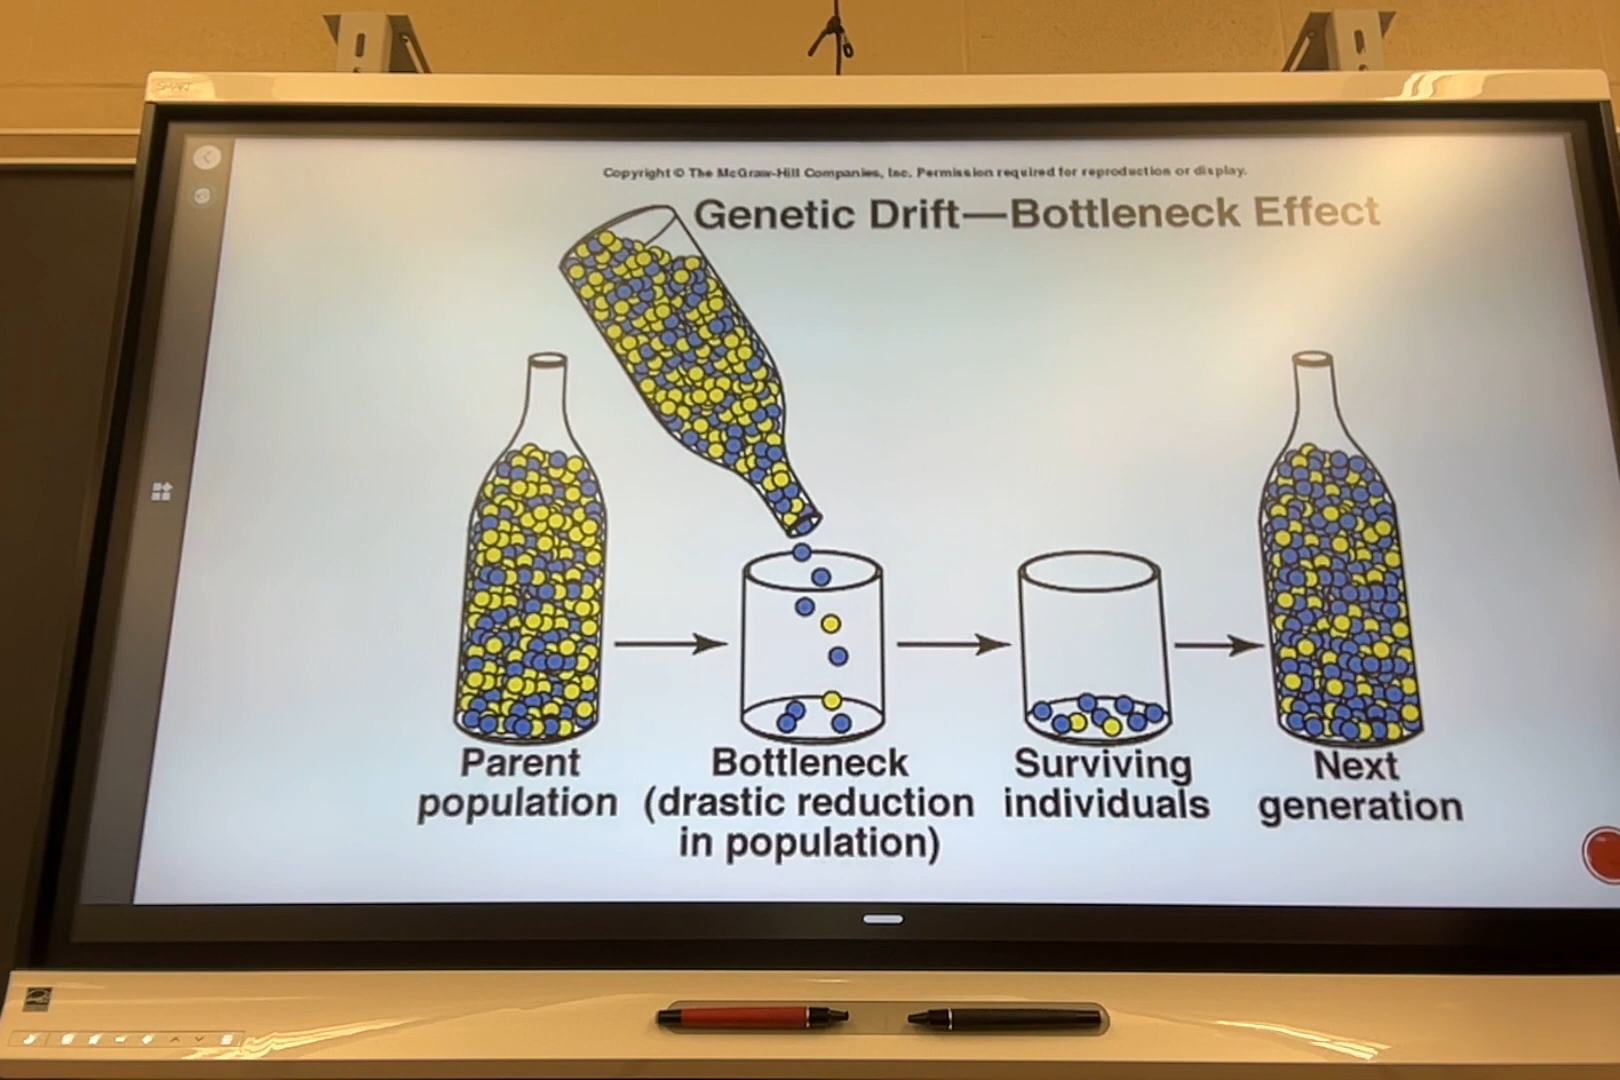 SMART
Copyright © The McGraw-Hill Companies, Inc. Permission required for reproduction or display.
Genetic Drift—Bottleneck Effect
Parent
population
Bottleneck
(drastic reduction
in population)
Surviving
individuals
Next
generation